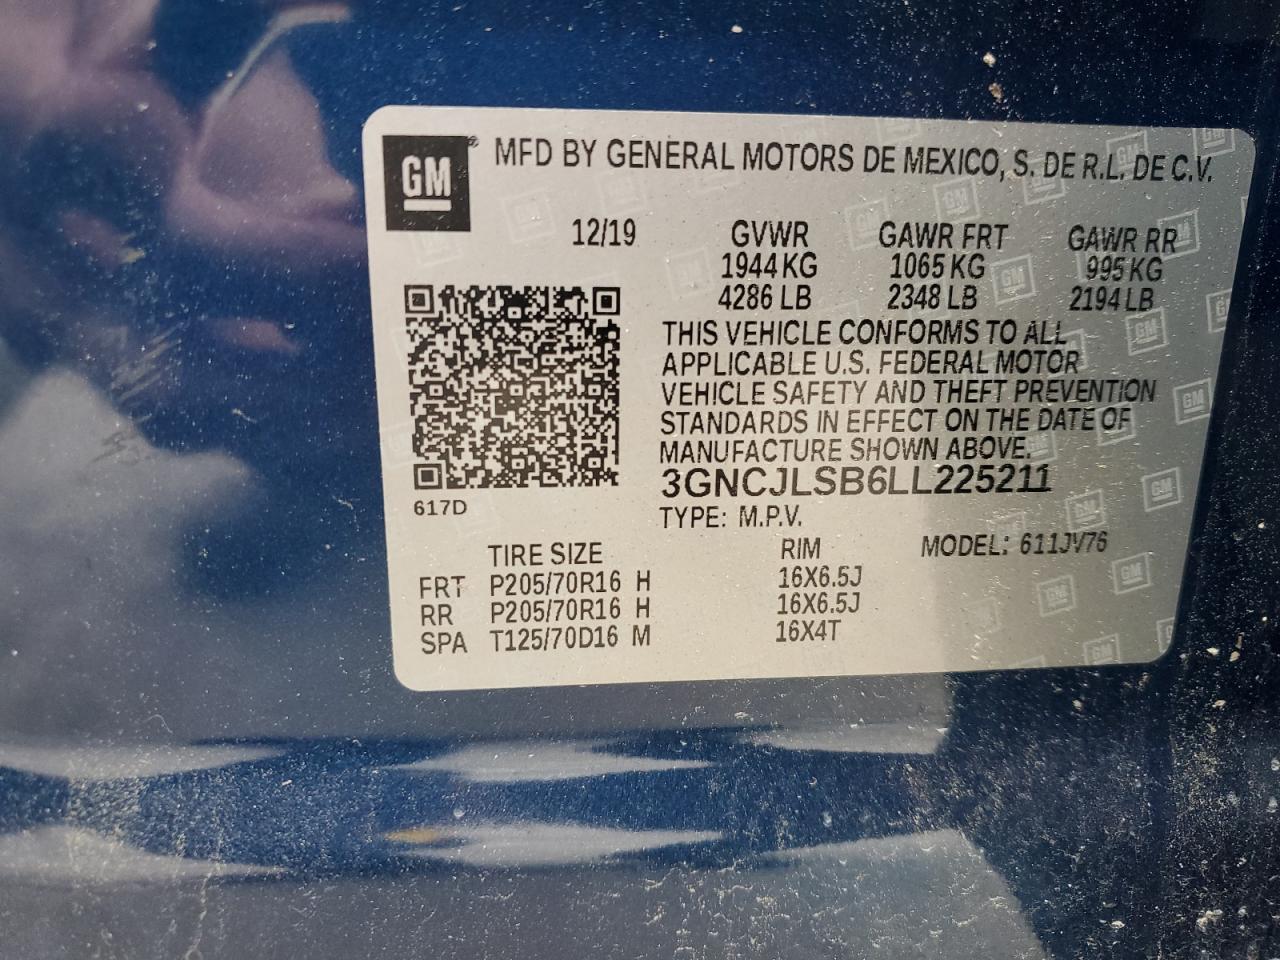 GM® MFD BY GENERAL MOTORS DE MEXICO, S. DE R.L. DE C.V.
12/19 GVWR GAWR FRT GAWR RR
1944 KG 1065 KG 995 KG
4286 LB 2348 LB 2194 LB
THIS VEHICLE CONFORMS TO ALL
APPLICABLE U.S. FEDERAL MOTOR
VEHICLE SAFETY AND THEFT PREVENTION
STANDARDS IN EFFECT ON THE DATE OF
MANUFACTURE SHOWN ABOVE.
3GNCJLSB6LL225211
617D
TYPE: M.P.V.
TIRE SIZE RIM MODEL: 611JV76
FRT P205/70R16 H 16X6.5J
RR P205/70R16 H 16X6.5J
SPA T125/70D16 M 16X4T